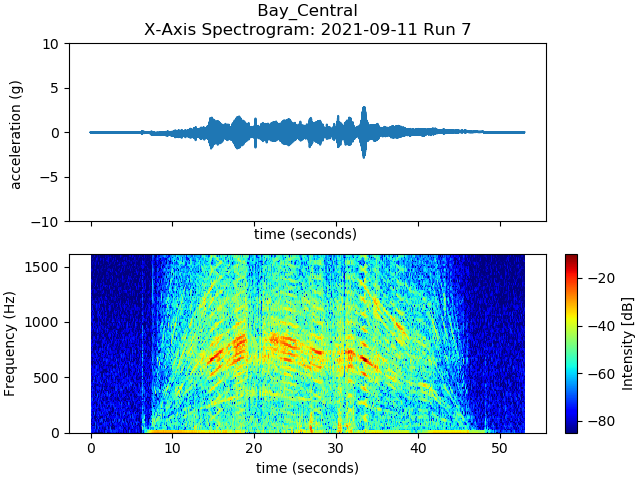 Bay_Central
X-Axis Spectrogram: 2021-09-11 Run 7
10
5
0
−5
−10
acceleration (g)
time (seconds)
1500
1000
500
0
Frequency (Hz)
0 10 20 30 40 50
time (seconds)
−20
−40
−60
−80
Intensity [dB]